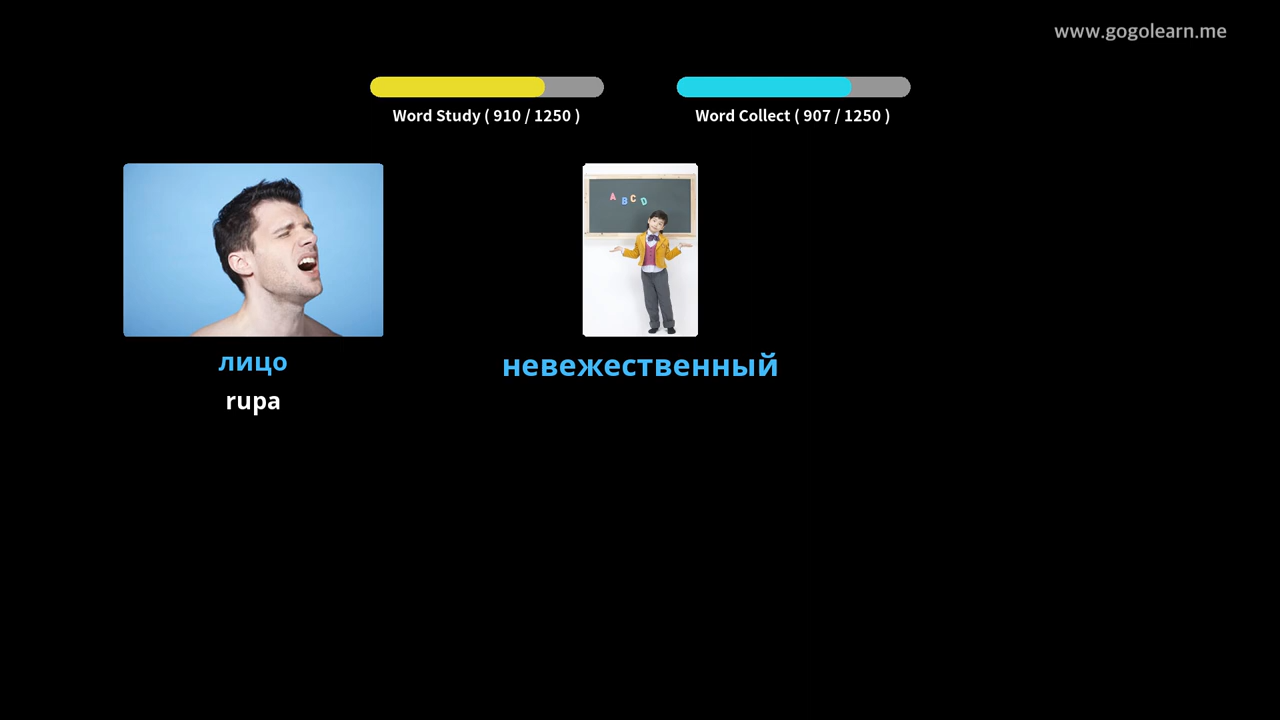 www.gogolearn.me
Word Study ( 910 / 1250 )
Word Collect ( 907 / 1250 )
A B C D
лицо
rupa
невежественный